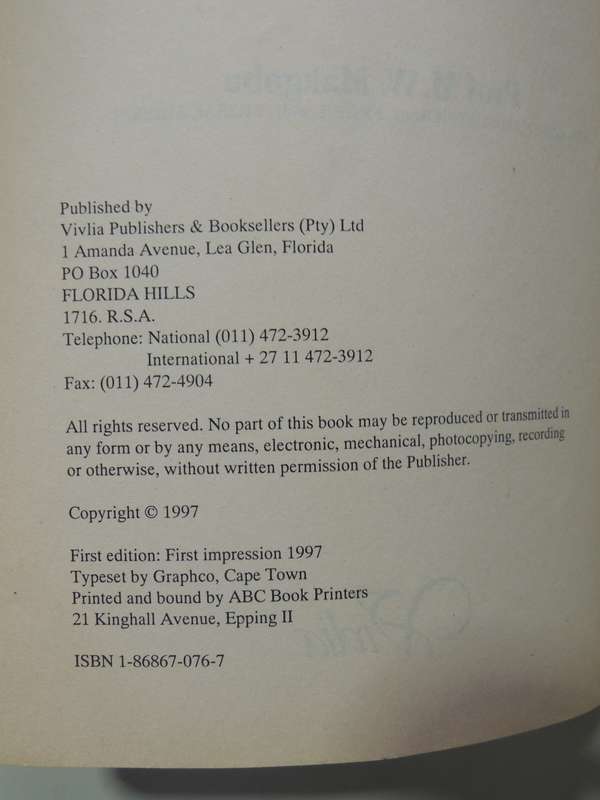 Published by
Vivlia Publishers & Booksellers (Pty) Ltd
1 Amanda Avenue, Lea Glen, Florida
PO Box 1040
FLORIDA HILLS
1716. R.S.A.
Telephone: National (011) 472-3912
International + 27 11 472-3912
Fax: (011) 472-4904
All rights reserved. No part of this book may be reproduced or transmitted in
any form or by any means, electronic, mechanical, photocopying, recording
or otherwise, without written permission of the Publisher.
Copyright © 1997
First edition: First impression 1997
Typeset by Graphco, Cape Town
Printed and bound by ABC Book Printers
21 Kinghall Avenue, Epping II
ISBN 1-86867-076-7